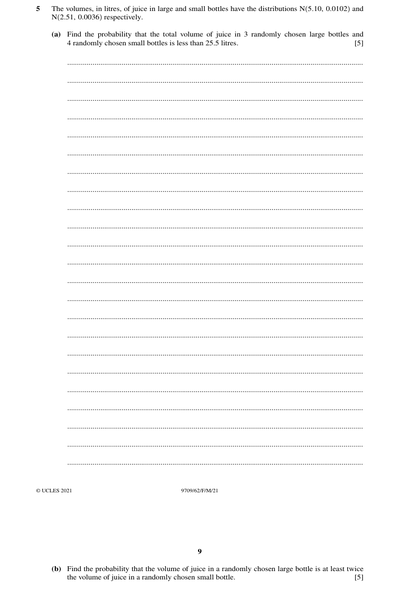 5 The volumes, in litres, of juice in large and small bottles have the distributions N(5.10, 0.0102) and
N(2.51, 0.0036) respectively.
(a) Find the probability that the total volume of juice in 3 randomly chosen large bottles and
4 randomly chosen small bottles is less than 25.5 litres. [5]
© UCLES 2021 9709/62/F/M/21
9
(b) Find the probability that the volume of juice in a randomly chosen large bottle is at least twice
the volume of juice in a randomly chosen small bottle. [5]